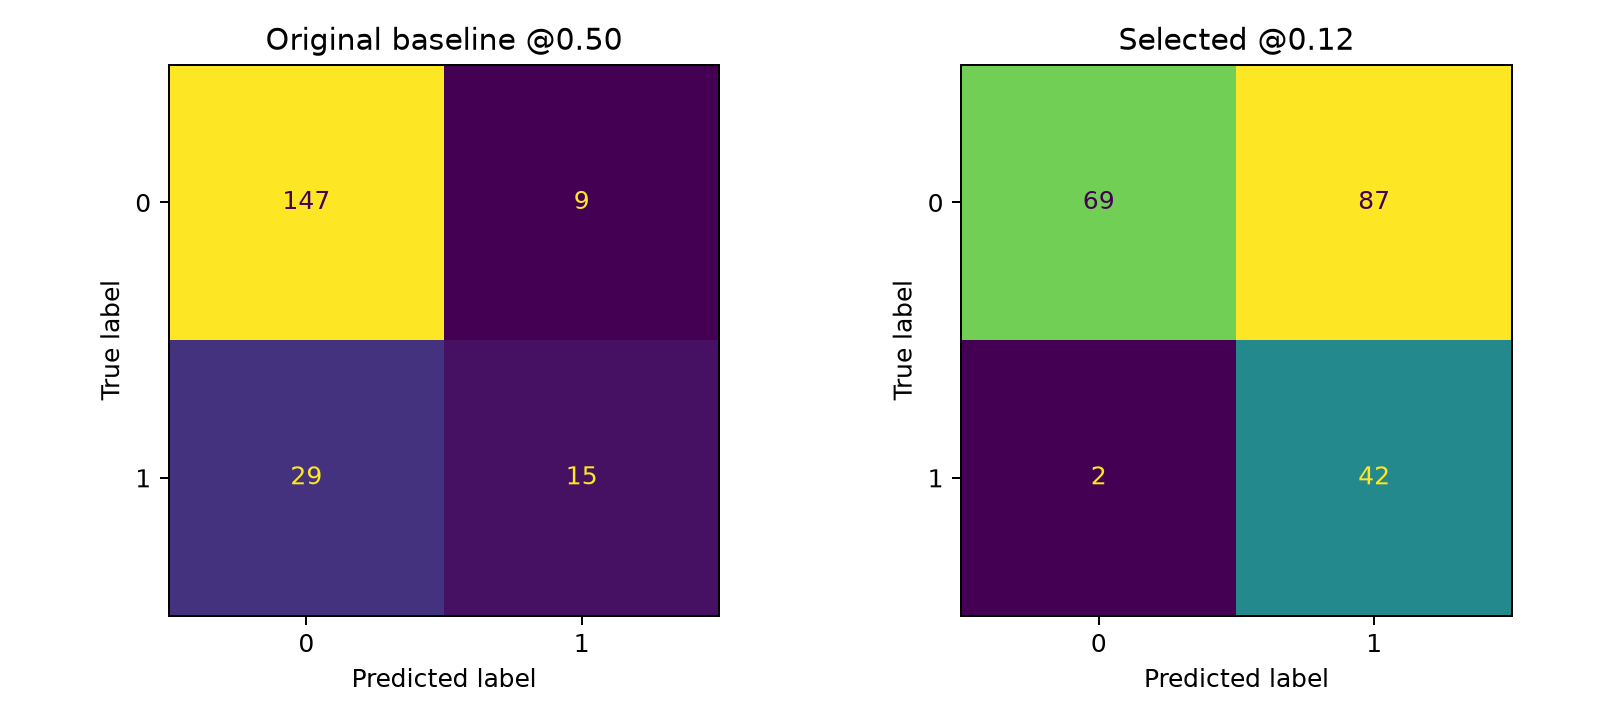 Original baseline @0.50
True label
0
147
9
1
29
15
0
1
Predicted label
Selected @0.12
True label
0
69
87
1
2
42
0
1
Predicted label